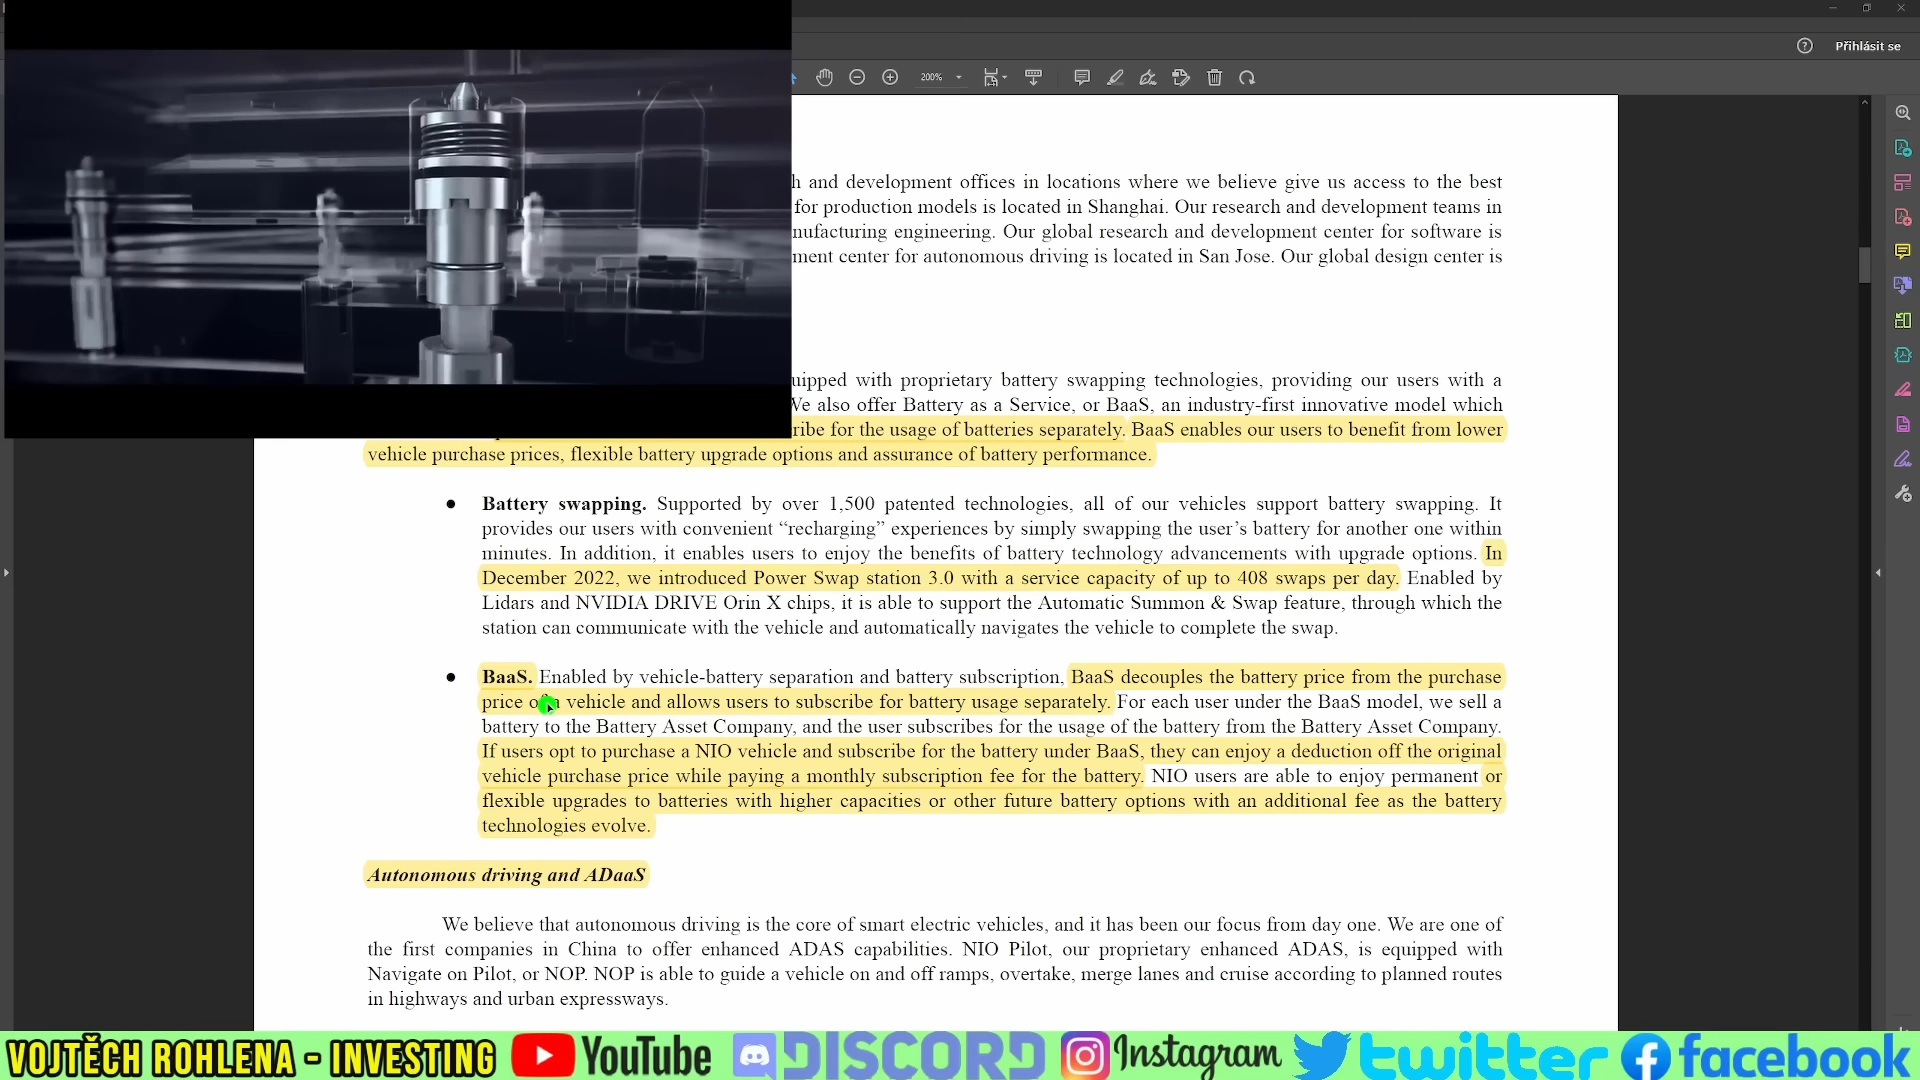 Přihlásit se
200%
and development offices in locations where we believe give us access to the best
for production models is located in Shanghai. Our research and development teams in
engineering. Our global research and development center for software is
center for autonomous driving is located in San Jose. Our global design center is
with proprietary battery swapping technologies, providing our users with a
We also offer Battery as a Service, or BaaS, an industry-first innovative model which
for the usage of batteries separately. BaaS enables our users to benefit from lower
vehicle purchase prices, flexible battery upgrade options and assurance of battery performance.
● Battery swapping. Supported by over 1,500 patented technologies, all of our vehicles support battery swapping. It
provides our users with convenient “recharging” experiences by simply swapping the user’s battery for another one within
minutes. In addition, it enables users to enjoy the benefits of battery technology advancements with upgrade options. In
December 2022, we introduced Power Swap station 3.0 with a service capacity of up to 408 swaps per day. Enabled by
Lidars and NVIDIA DRIVE Orin X chips, it is able to support the Automatic Summon & Swap feature, through which the
station can communicate with the vehicle and automatically navigates the vehicle to complete the swap.
● BaaS. Enabled by vehicle-battery separation and battery subscription, BaaS decouples the battery price from the purchase
price of a vehicle and allows users to subscribe for battery usage separately. For each user under the BaaS model, we sell a
battery to the Battery Asset Company, and the user subscribes for the usage of the battery from the Battery Asset Company.
If users opt to purchase a NIO vehicle and subscribe for the battery under BaaS, they can enjoy a deduction off the original
vehicle purchase price while paying a monthly subscription fee for the battery. NIO users are able to enjoy permanent or
flexible upgrades to batteries with higher capacities or other future battery options with an additional fee as the battery
technologies evolve.
Autonomous driving and ADaaS
We believe that autonomous driving is the core of smart electric vehicles, and it has been our focus from day one. We are one of
the first companies in China to offer enhanced ADAS capabilities. NIO Pilot, our proprietary enhanced ADAS, is equipped with
Navigate on Pilot, or NOP. NOP is able to guide a vehicle on and off ramps, overtake, merge lanes and cruise according to planned routes
in highways and urban expressways.
VOJTĚCH ROHLENA - INVESTING YouTube DISCORD Instagram twitter facebook